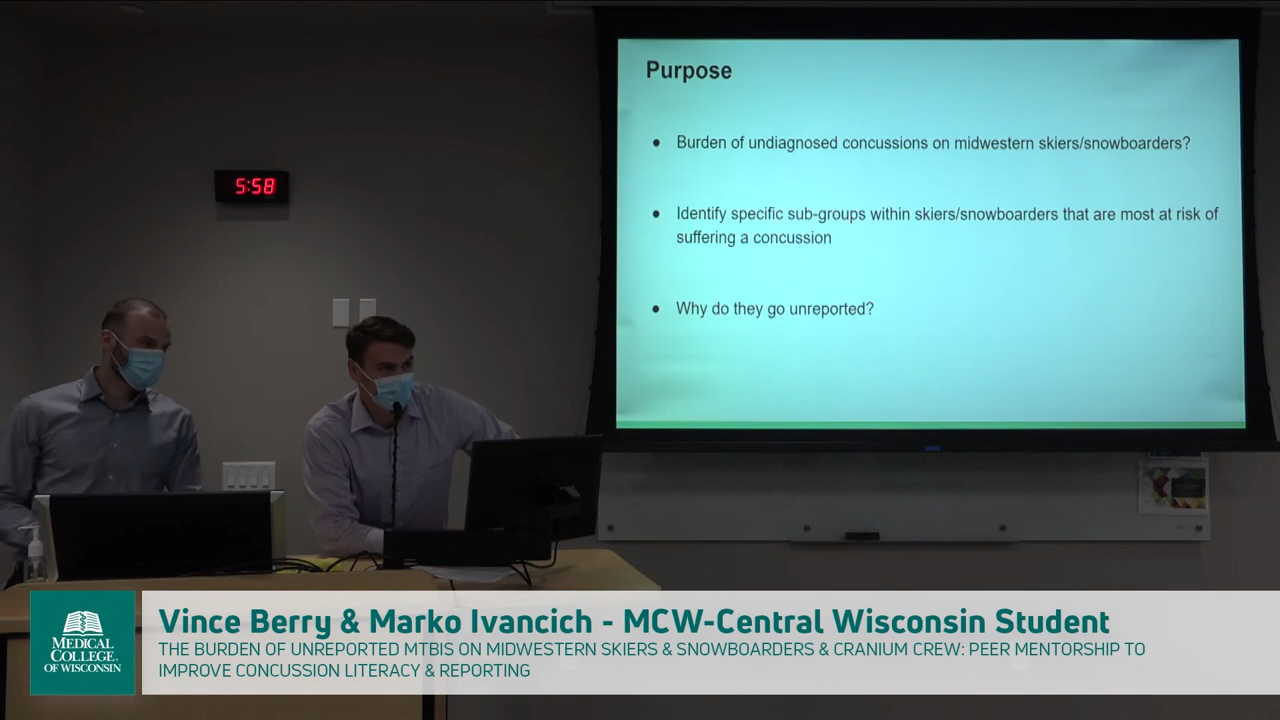 Purpose
• Burden of undiagnosed concussions on midwestern skiers/snowboarders?
• Identify specific sub-groups within skiers/snowboarders that are most at risk of
suffering a concussion
• Why do they go unreported?
5:58
MEDICAL
COLLEGE
OF WISCONSIN
Vince Berry & Marko Ivancich - MCW-Central Wisconsin Student
THE BURDEN OF UNREPORTED MTBIS ON MIDWESTERN SKIERS & SNOWBOARDERS & CRANIUM CREW: PEER MENTORSHIP TO
IMPROVE CONCUSSION LITERACY & REPORTING